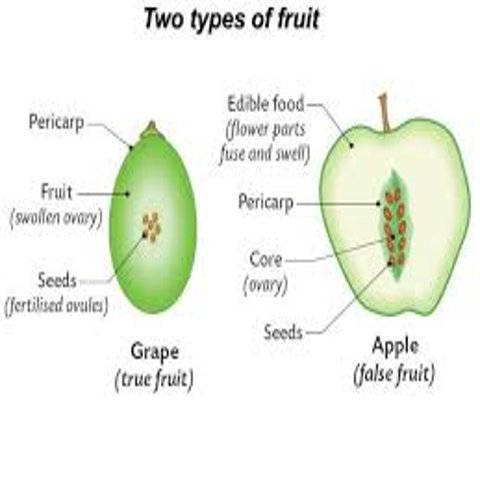 Two types of fruit
Pericarp
Fruit
(swollen ovary)
Seeds
(fertilised ovules)
Grape
(true fruit)
Edible food
(flower parts
fuse and swell)
Pericarp
Core
(ovary)
Seeds
Apple
(false fruit)